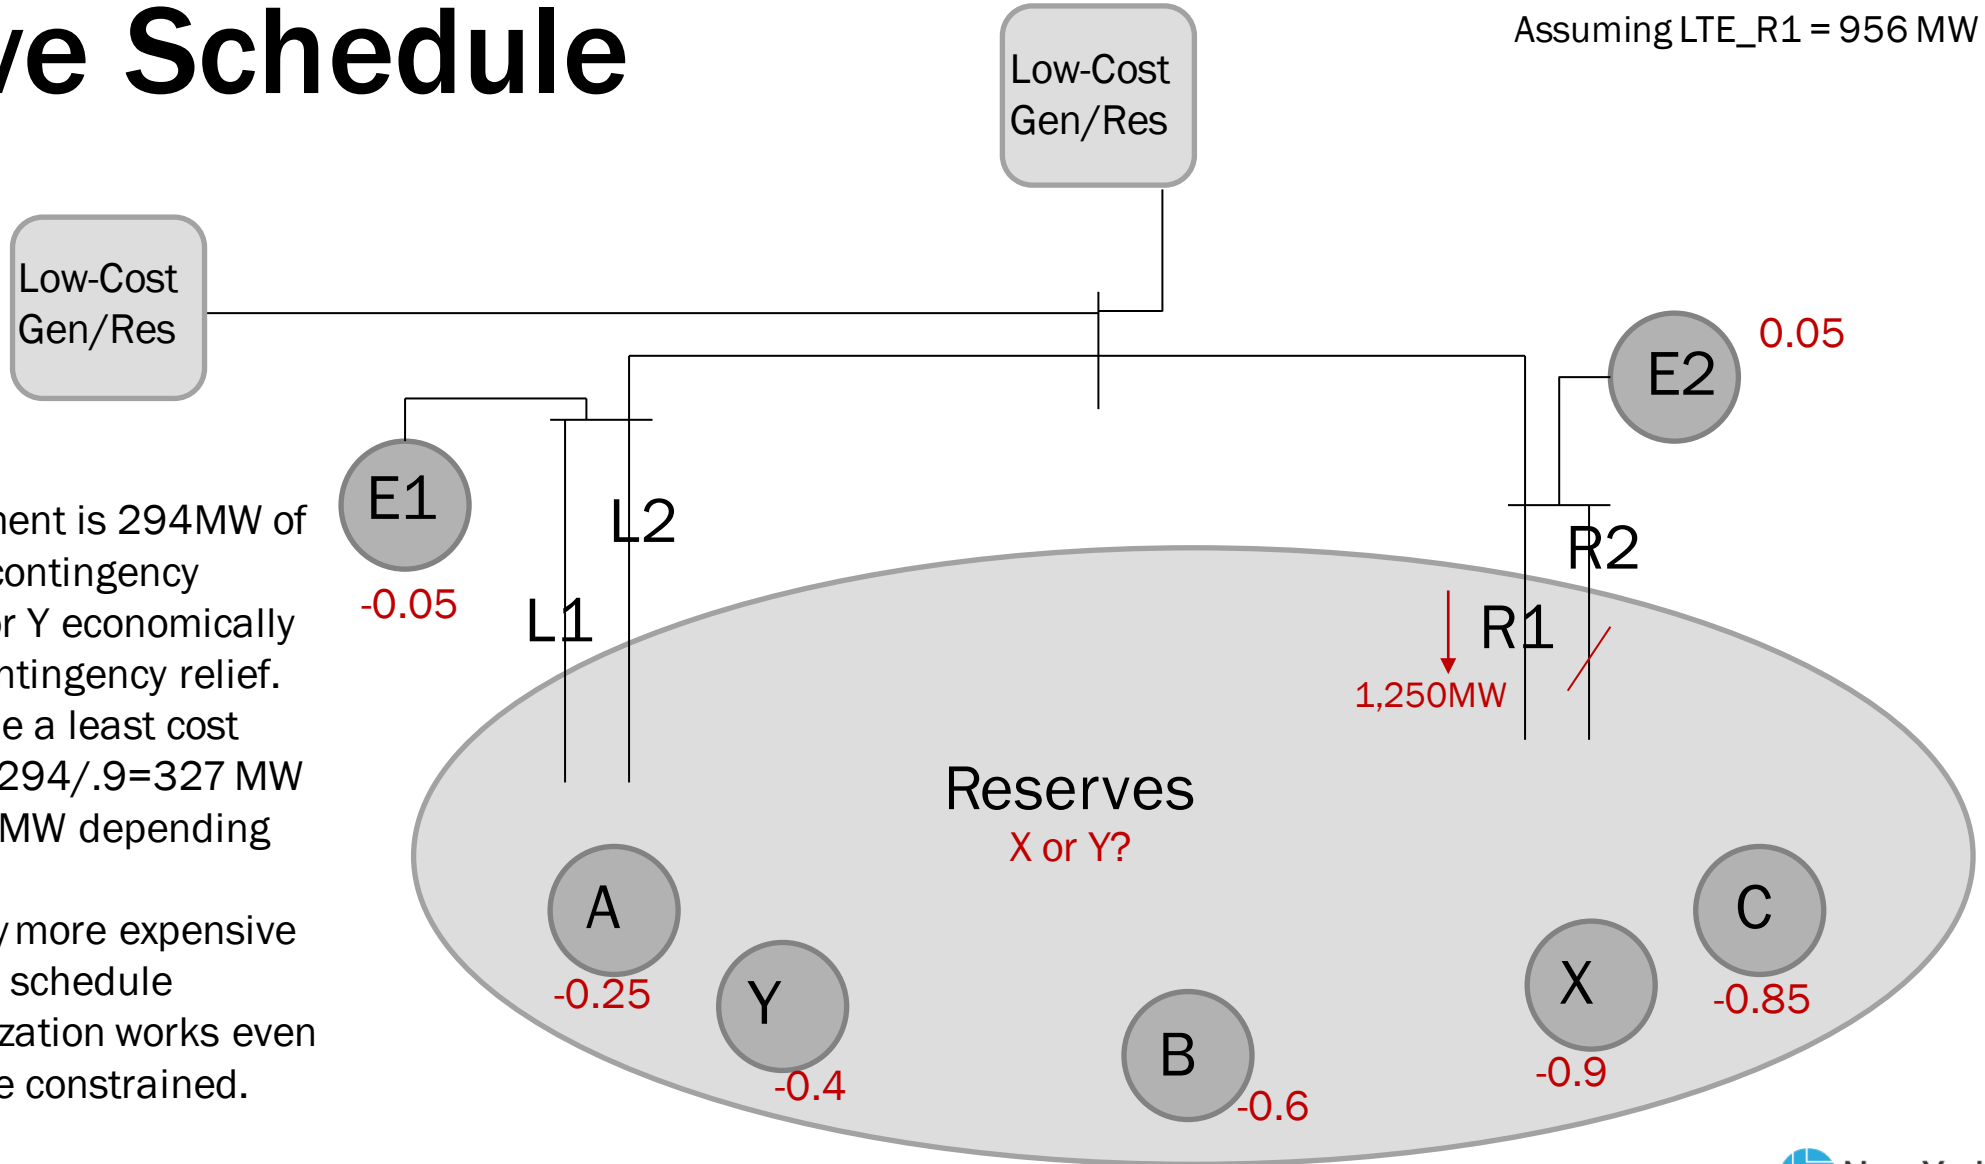 ve Schedule
Assuming LTE_R1 = 956 MW
Low-Cost
Gen/Res
Low-Cost
Gen/Res
E2
0.05
E1
-0.05
L2
L1
R2
R1
1,250MW
ment is 294MW of
contingency
or Y economically
ntingency relief.
e a least cost
294/.9=327 MW
MW depending
y more expensive
schedule
zation works even
e constrained.
Reserves
X or Y?
A
-0.25
Y
-0.4
B
-0.6
X
-0.9
C
-0.85